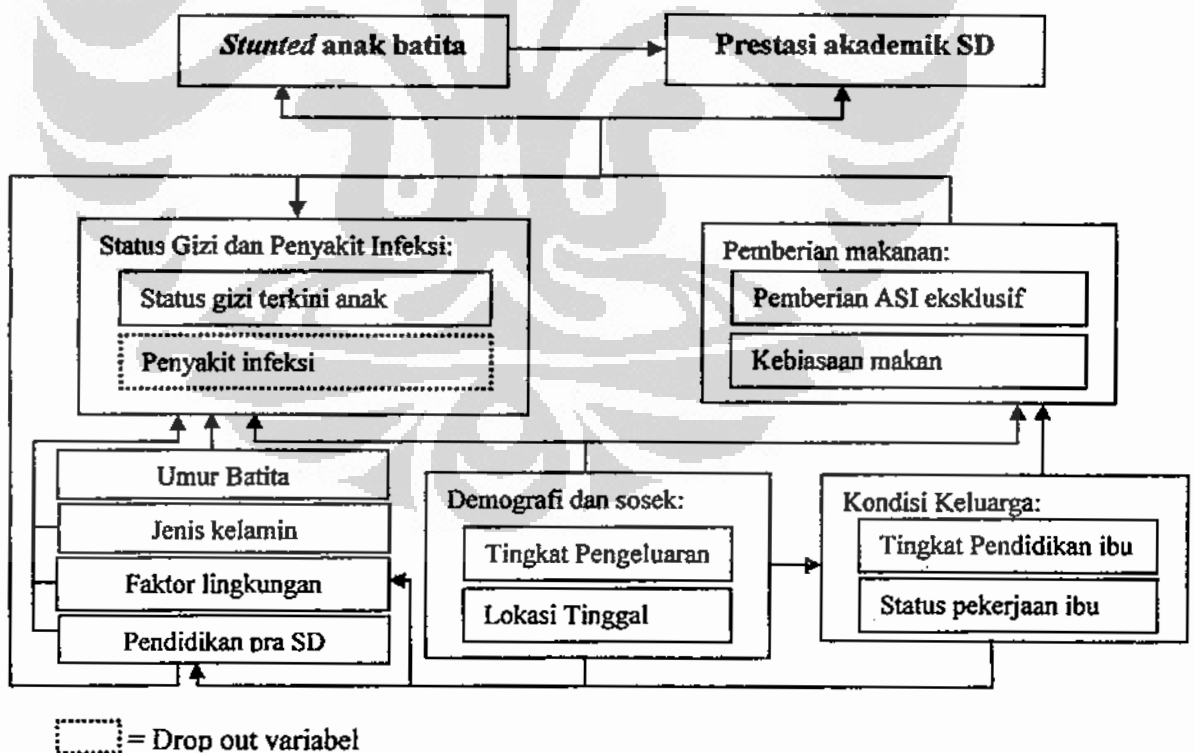 Stunted anak batita
Prestasi akademik SD
Status Gizi dan Penyakit Infeksi:
Status gizi terkini anak
Penyakit infeksi
Pemberian makanan:
Pemberian ASI eksklusif
Kebiasaan makan
Umur Batita
Jenis kelamin
Faktor lingkungan
Pendidikan pra SD
Demografi dan sosek:
Tingkat Pengeluaran
Lokasi Tinggal
Kondisi Keluarga:
Tingkat Pendidikan ibu
Status pekerjaan ibu
= Drop out variabel